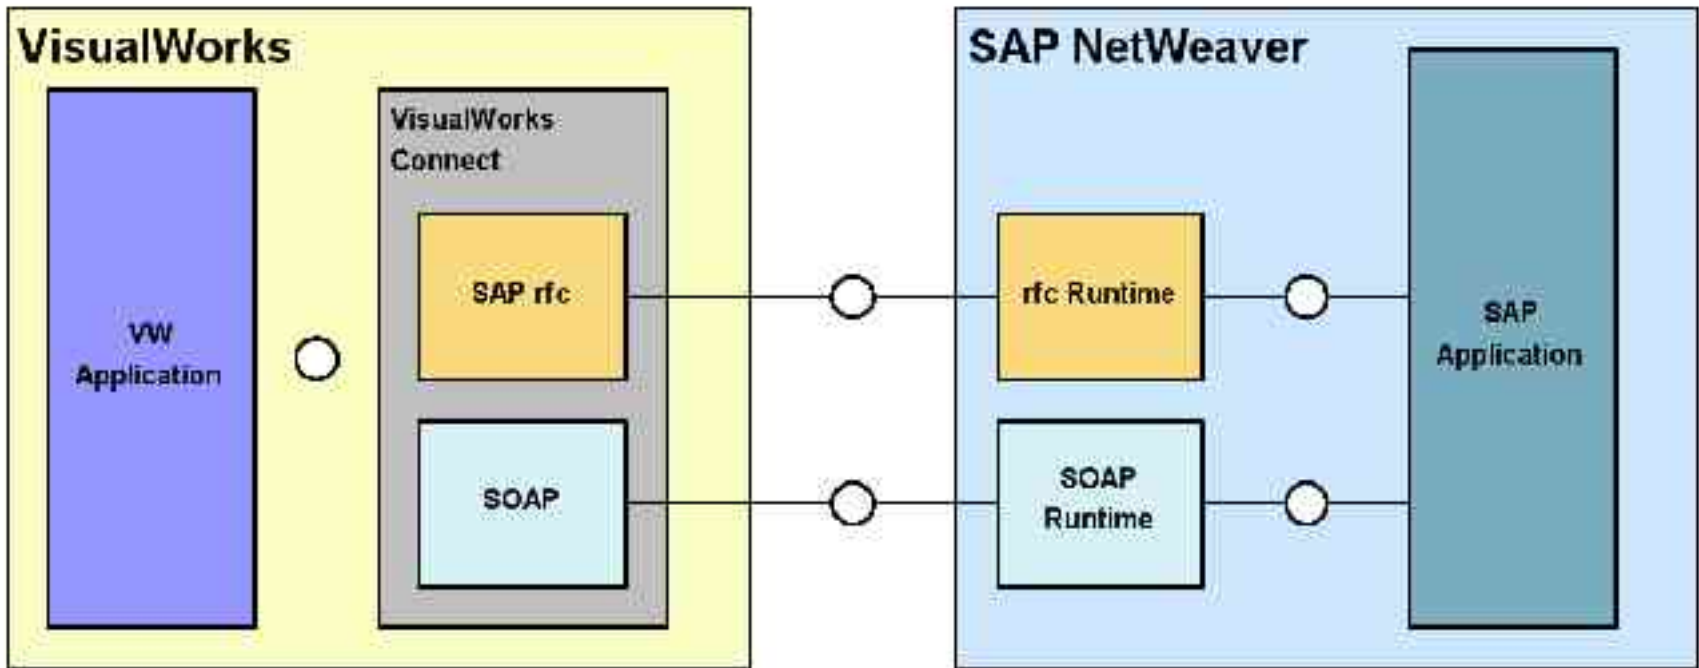 VisualWorks
VW
Application
VisualWorks
Connect
SAP rfc
SOAP
SAP NetWeaver
rfc Runtime
SOAP
Runtime
SAP
Application